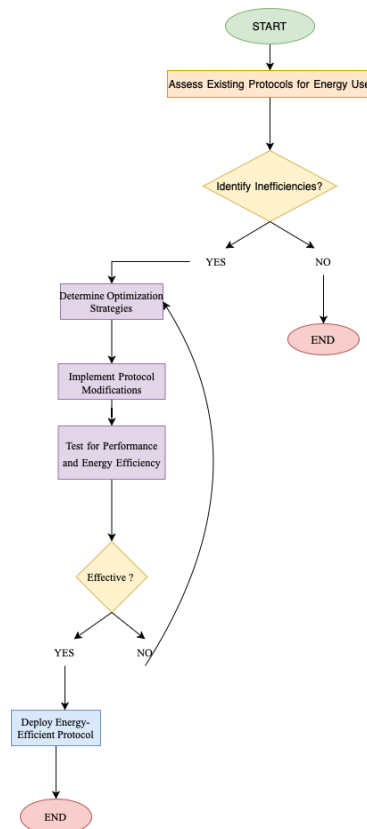 START
Assess Existing Protocols for Energy Use
Identify Inefficiencies?
YES
NO
Determine Optimization
Strategies
END
Implement Protocol
Modifications
Test for Performance
and Energy Efficiency
Effective ?
YES
NO
Deploy Energy-
Efficient Protocol
END